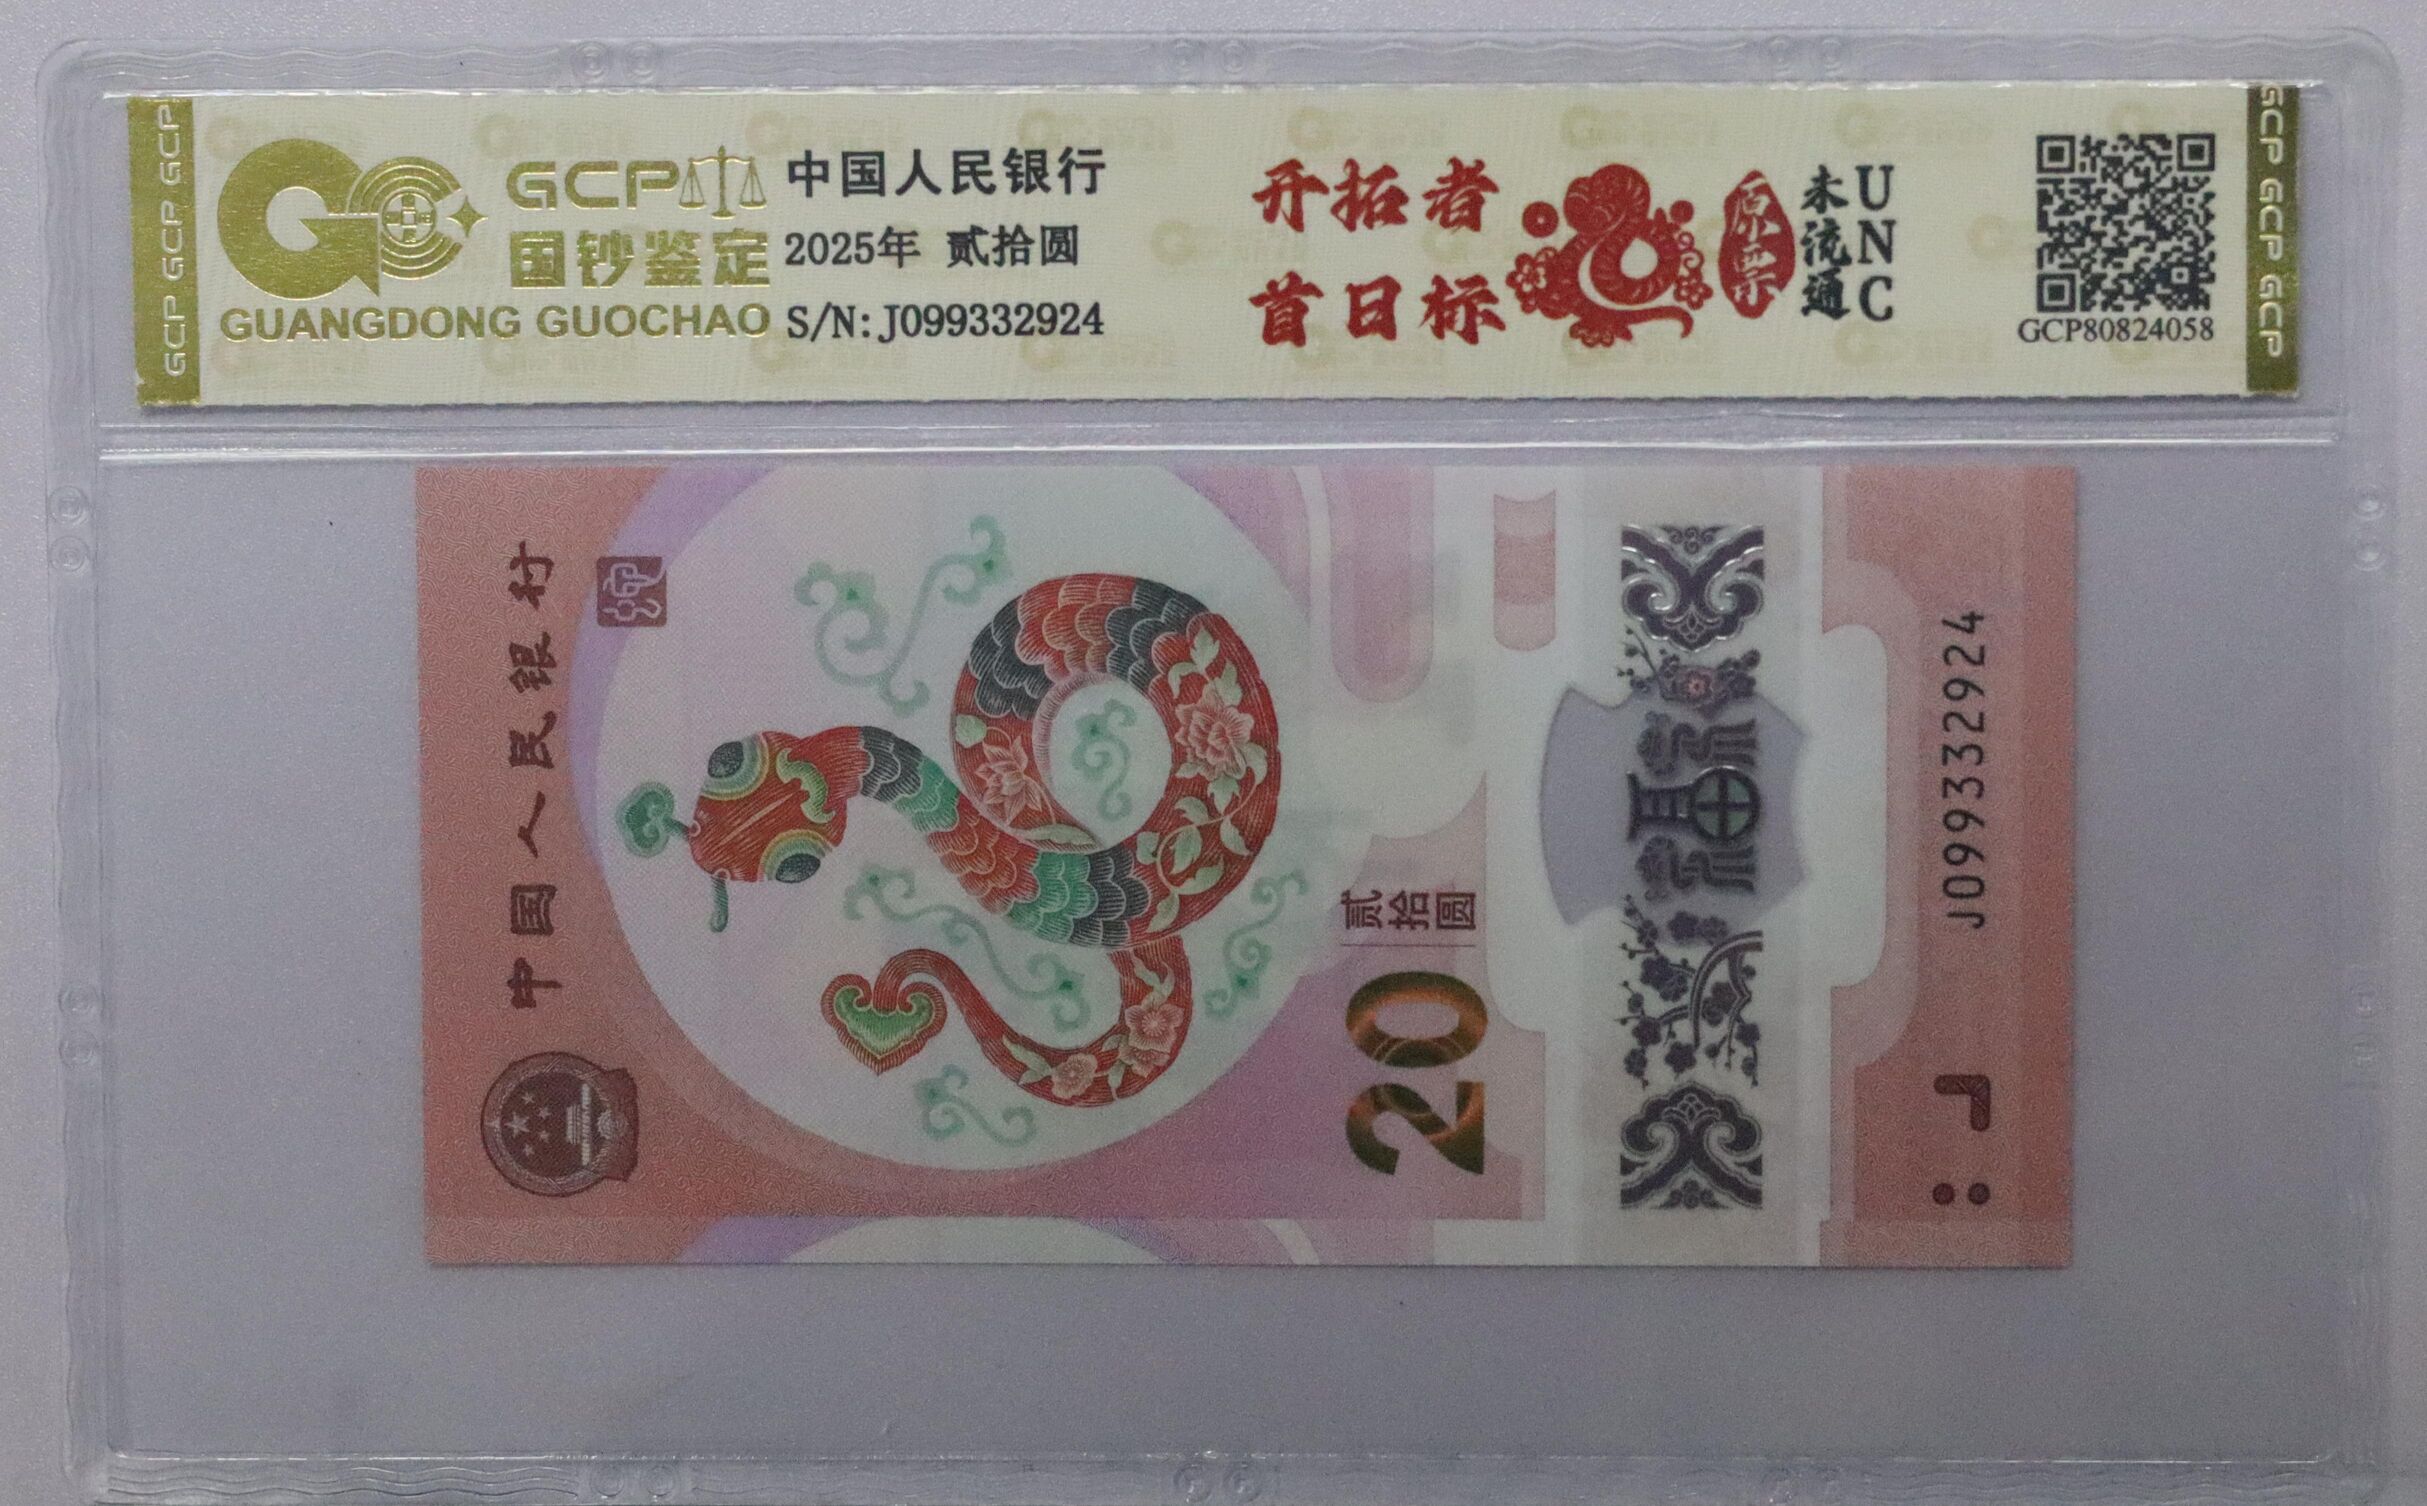 GCP GCP GCP
GCP
国钞鉴定
GUANGDONG GUOCHAO
中国人民银行
2025年 贰拾圆
S/N:J099332924
开拓者
首日标
原票
未流通
UNC
GCP80824058
GCP GCP GCP
中国人民银行
贰拾圆
20
福
J099332924